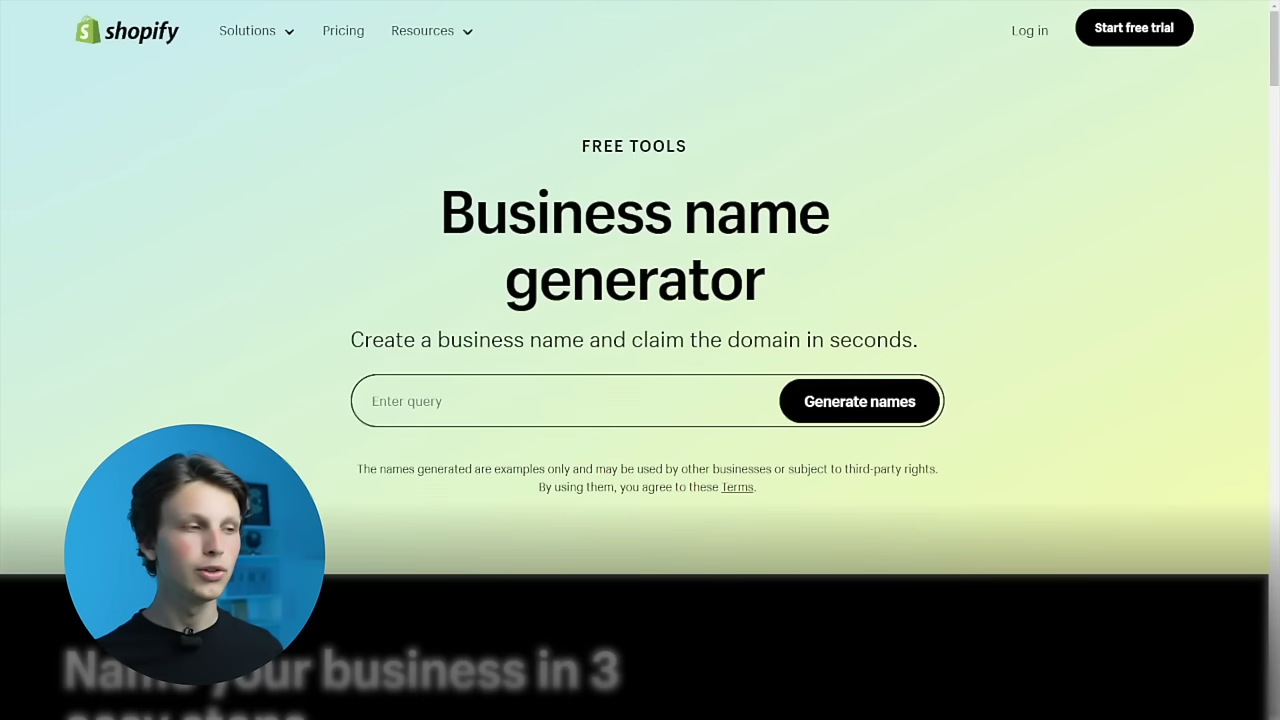 shopify
Solutions
Pricing
Resources
Log in
Start free trial
FREE TOOLS
Business name
generator
Create a business name and claim the domain in seconds.
Enter query
Generate names
The names generated are examples only and may be used by other businesses or subject to third-party rights.
By using them, you agree to these Terms.
Name your business in 3
easy steps